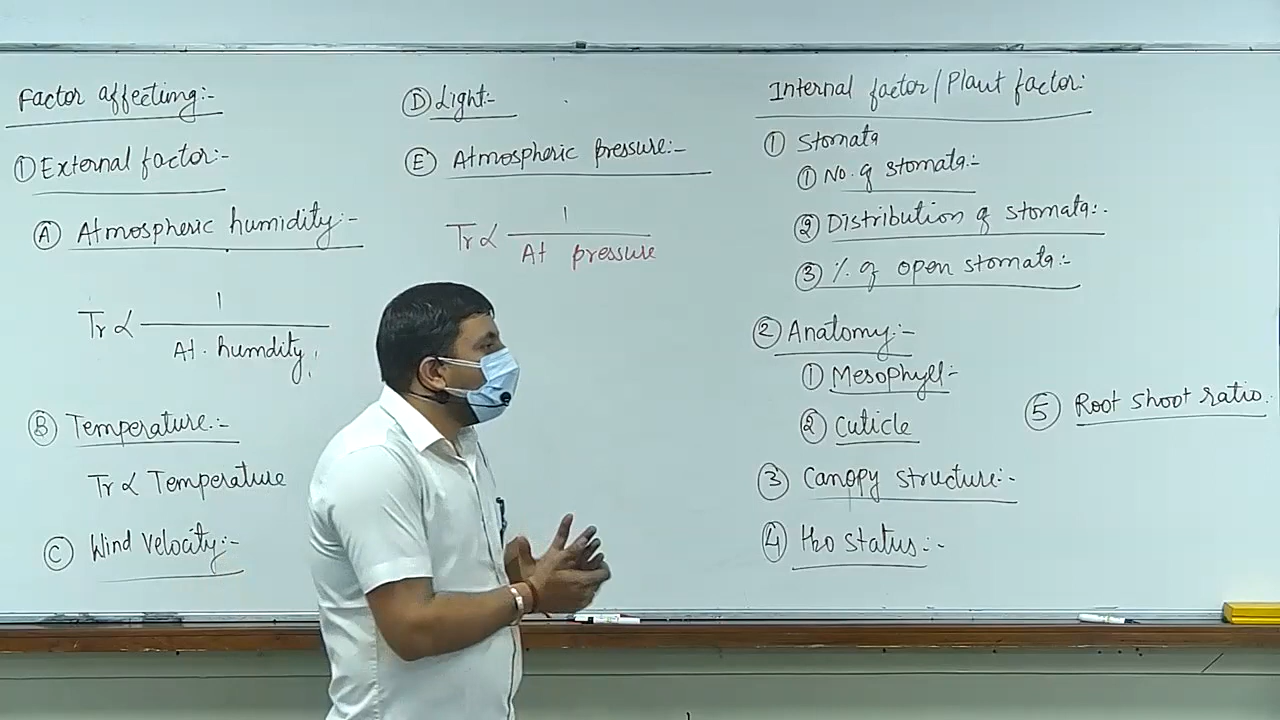 Factor affecting:-
① External factor:-
Ⓐ Atmospheric humidity:-
Tr ∝ 1
At. humdity
Ⓑ Temperature:-
Tr ∝ Temperature
Ⓒ Wind Velocity:-
Ⓓ Light:-
Ⓔ Atmospheric pressure:-
Tr ∝ 1
At pressure
Internal factor/Plant factor:
① Stomata
① No. of stomata:-
② Distribution of stomata:-
③ % of open stomata:-
② Anatomy:-
① Mesophyll:-
② Cuticle
③ Canopy structure:-
④ H2O status:-
⑤ Root shoot ratio.